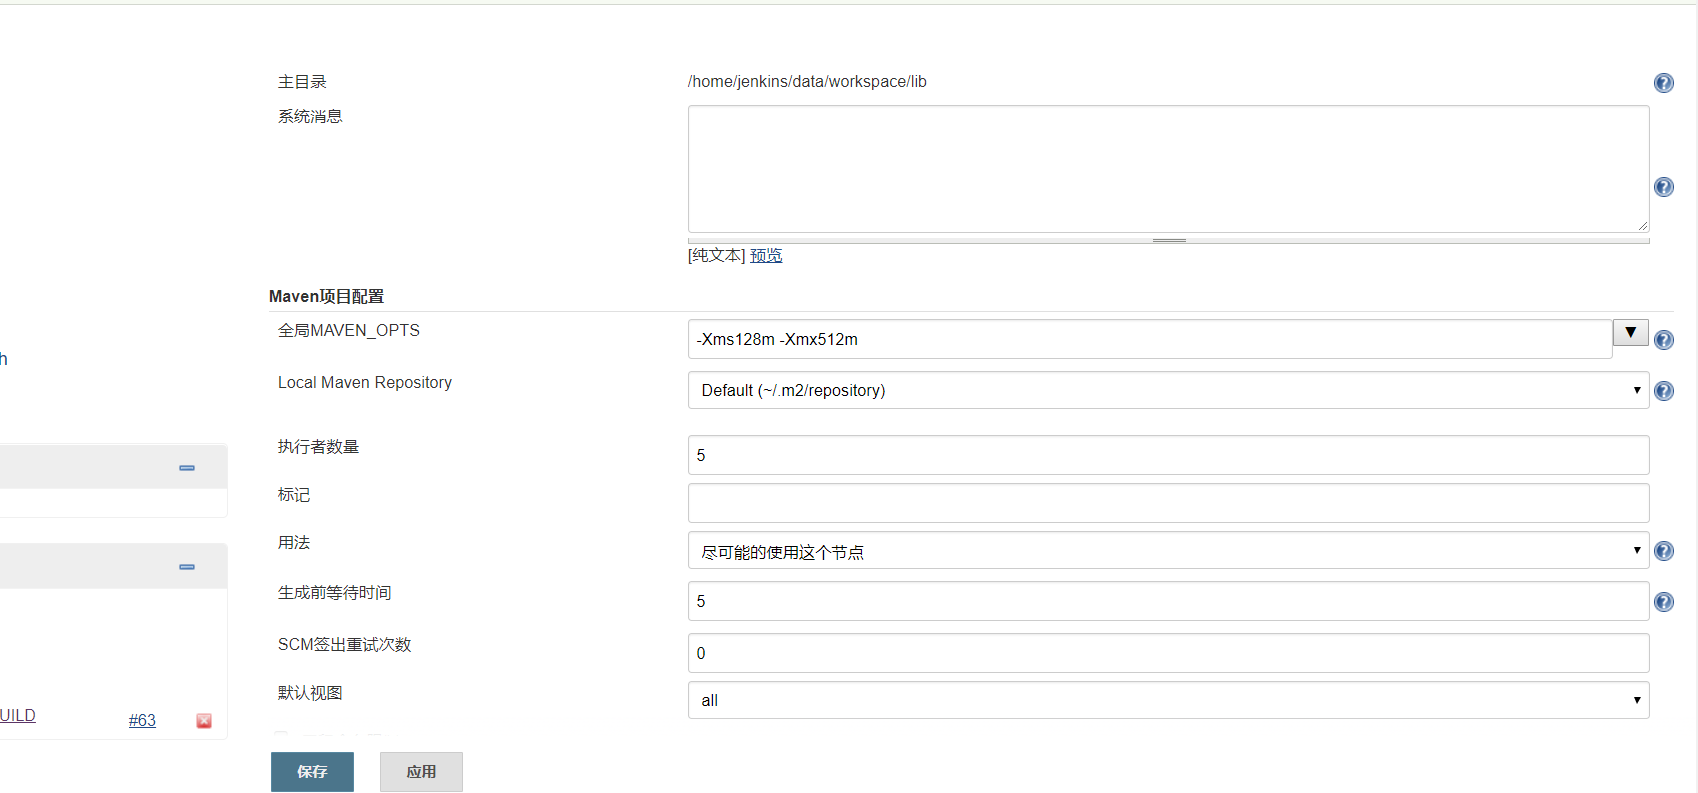 主目录
/home/jenkins/data/workspace/lib
系统消息
[纯文本] 预览
Maven项目配置
全局MAVEN_OPTS
-Xms128m -Xmx512m
Local Maven Repository
Default (~/.m2/repository)
h
执行者数量
5
标记
用法
尽可能的使用这个节点
生成前等待时间
5
SCM签出重试次数
0
默认视图
all
UILD
#63
保存
应用